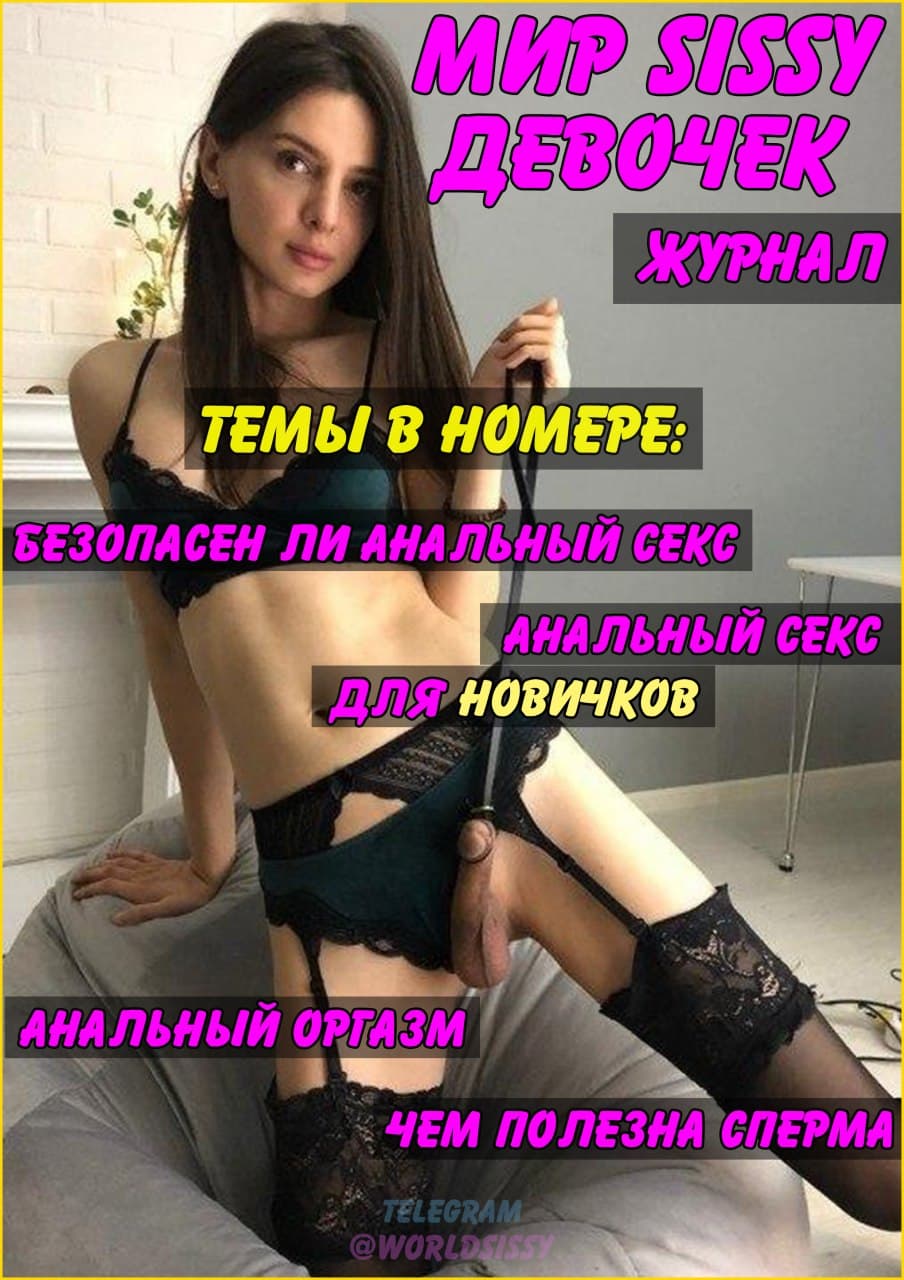 МИР SISSY
ДЕВОЧЕК
ЖУРНАЛ
ТЕМЫ В НОМЕРЕ:
БЕЗОПАСЕН ЛИ АНАЛЬНЫЙ СЕКС
АНАЛЬНЫЙ СЕКС
ДЛЯ НОВИЧКОВ
АНАЛЬНЫЙ ОРГАЗМ
ЧЕМ ПОЛЕЗНА СПЕРМА
TELEGRAM
@WORLDSISSY